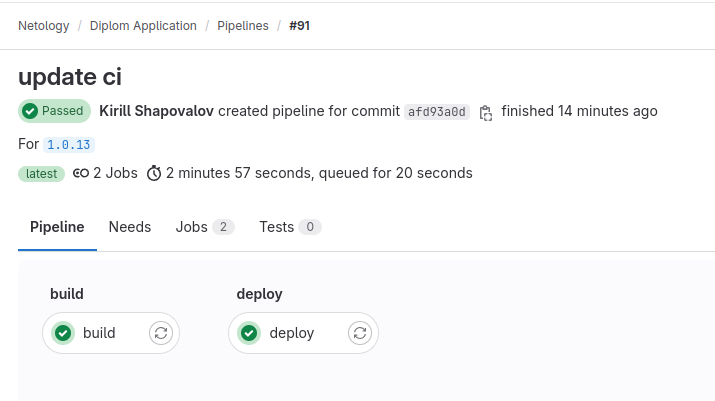 Netology / Diplom Application / Pipelines / #91
update ci
Passed Kirill Shapovalov created pipeline for commit afd93a0d finished 14 minutes ago
For 1.0.13
latest 2 Jobs 2 minutes 57 seconds, queued for 20 seconds
Pipeline Needs Jobs 2 Tests 0
build deploy
build deploy